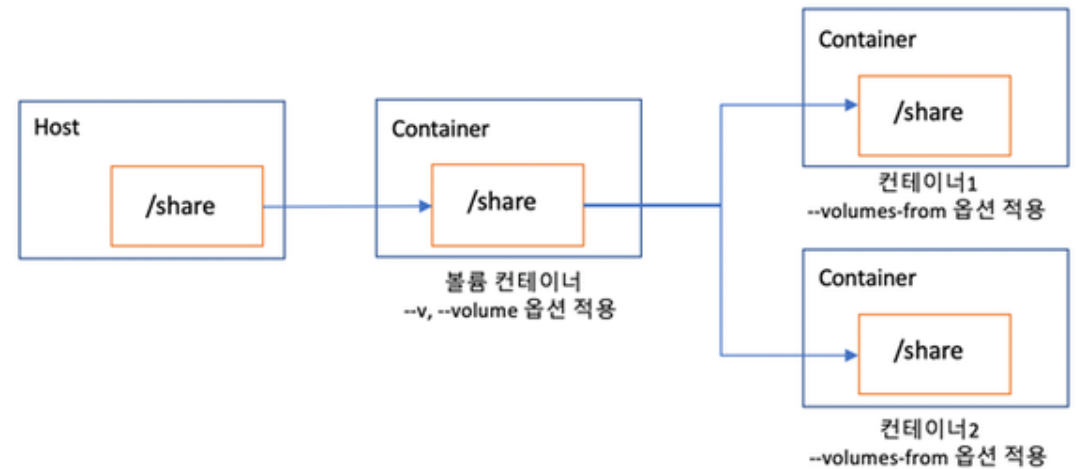 Host
/share
Container
/share
볼륨 컨테이너
--v, --volume 옵션 적용
Container
/share
컨테이너1
--volumes-from 옵션 적용
Container
/share
컨테이너2
--volumes-from 옵션 적용